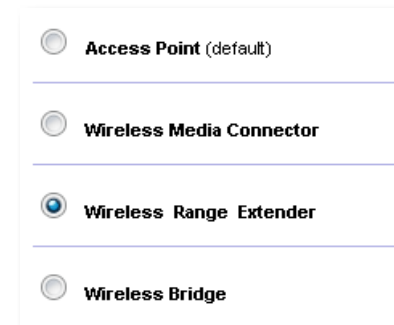 Access Point (default)
Wireless Media Connector
Wireless Range Extender
Wireless Bridge